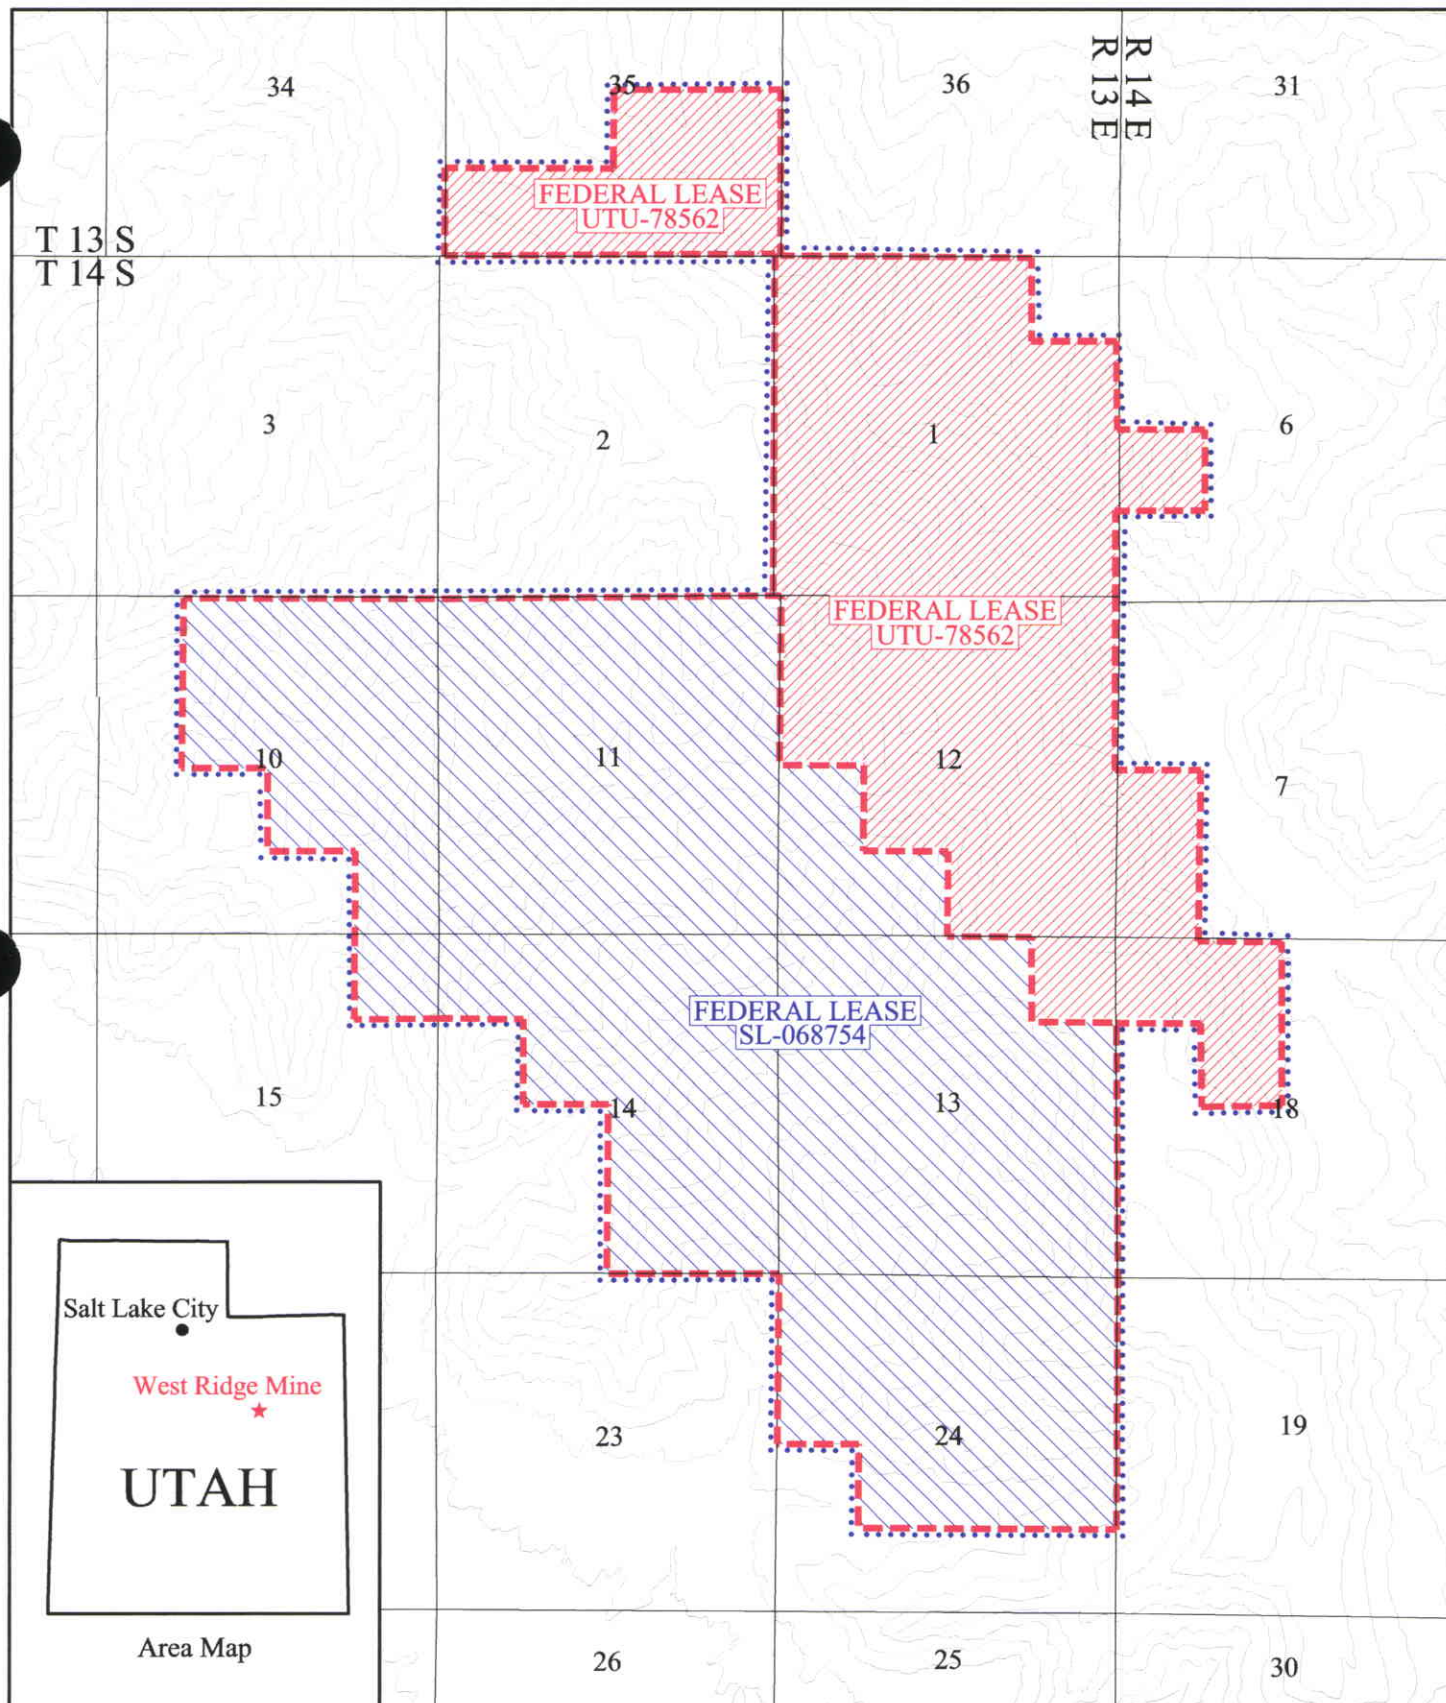 34
35
36
31
R 14 E
R 13 E
FEDERAL LEASE
UTU-78562
T 13 S
T 14 S
3
2
1
6
FEDERAL LEASE
UTU-78562
10
11
12
7
FEDERAL LEASE
SL-068754
15
14
13
18
Salt Lake City
West Ridge Mine
UTAH
Area Map
23
24
19
26
25
30